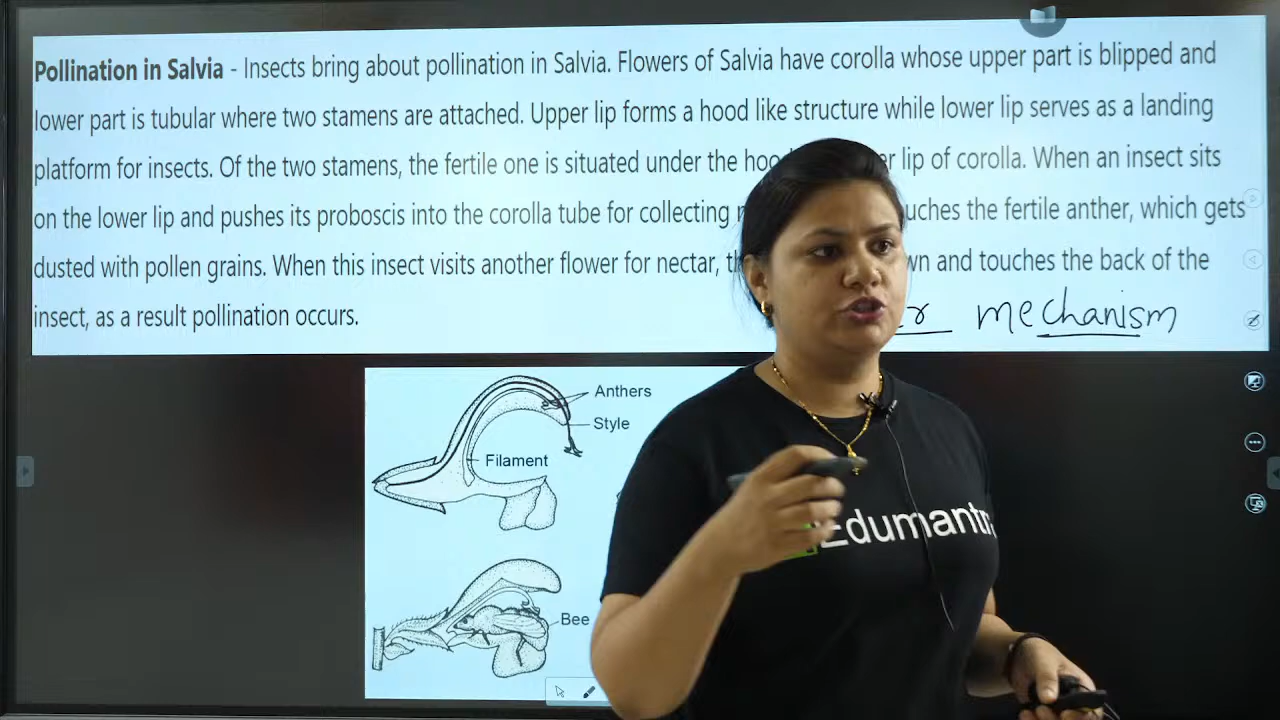 Pollination in Salvia - Insects bring about pollination in Salvia. Flowers of Salvia have corolla whose upper part is blipped and
lower part is tubular where two stamens are attached. Upper lip forms a hood like structure while lower lip serves as a landing
platform for insects. Of the two stamens, the fertile one is situated under the lip of corolla. When an insect sits
on the lower lip and pushes its proboscis into the corolla tube for collecting the fertile anther, which gets
dusted with pollen grains. When this insect visits another flower for nectar, and touches the back of the
insect, as a result pollination occurs.
mechanism
Anthers
Style
Filament
Bee
Edumantra